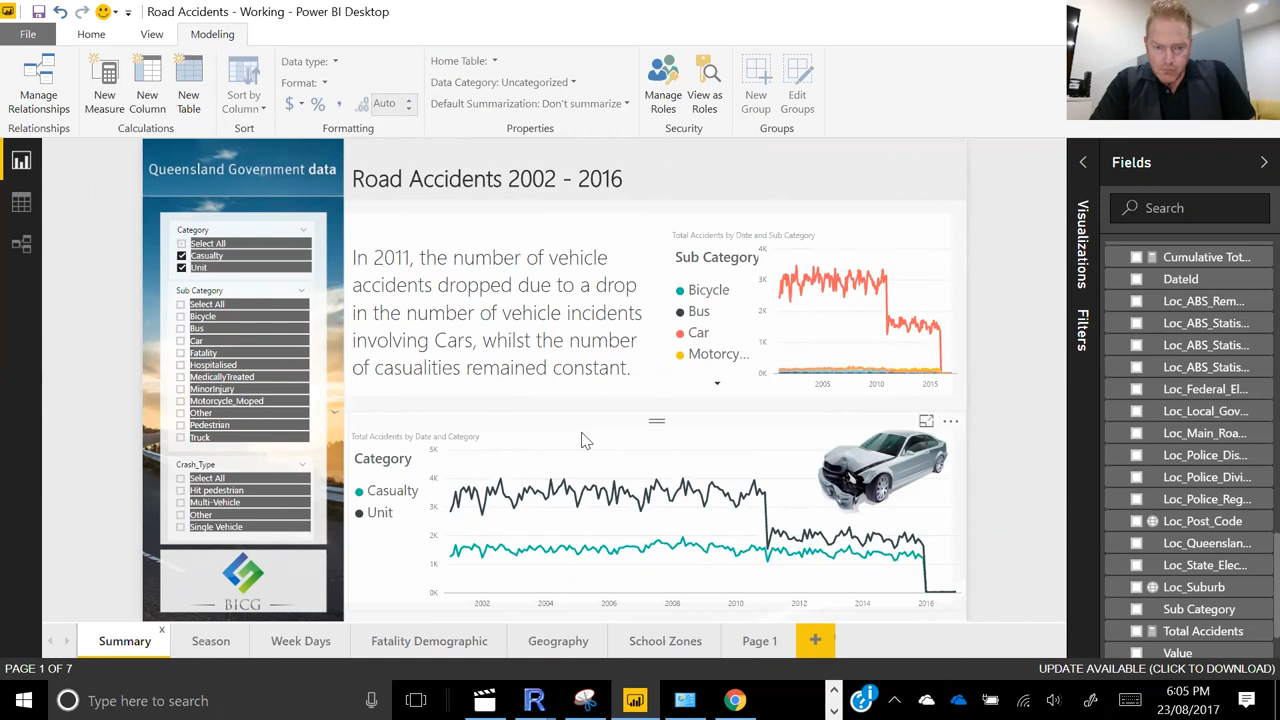 Road Accidents - Working - Power BI Desktop
File
Home
View
Modeling
Manage
Relationships
New
Measure
New
Column
New
Table
Sort by
Column
Data type:
Format:
$ % , Auto
Home Table:
Data Category: Uncategorized
Default Summarization: Don't summarize
Manage
Roles
View as
Roles
New
Group
Edit
Groups
Relationships
Calculations
Sort
Formatting
Properties
Security
Groups
Queensland Government data
Road Accidents 2002 - 2016
Category
Select All
Casualty
Unit
Sub Category
Select All
Bicycle
Bus
Car
Fatality
Hospitalised
MedicallyTreated
MinorInjury
Motorcycle_Moped
Other
Pedestrian
Truck
Crash_Type
Select All
Hit pedestrian
Multi-Vehicle
Other
Single Vehicle
BICG
In 2011, the number of vehicle
accidents dropped due to a drop
in the number of vehicle incidents
involving Cars, whilst the number
of casualities remained constant.
Total Accidents by Date and Sub Category
Sub Category
Bicycle
Bus
Car
Motorcy...
4K
3K
2K
1K
0K
2005 2010 2015
Total Accidents by Date and Category
Category
Casualty
Unit
5K
4K
3K
2K
1K
0K
2002 2004 2006 2008 2010 2012 2014 2016
Visualizations
Filters
Fields
Search
Cumulative Tot...
DateId
Loc_ABS_Rem...
Loc_ABS_Statis...
Loc_ABS_Statis...
Loc_ABS_Statis...
Loc_Federal_El...
Loc_Local_Gov...
Loc_Main_Roa...
Loc_Police_Dis...
Loc_Police_Divi...
Loc_Police_Reg...
Loc_Post_Code
Loc_Queenslan...
Loc_State_Elec...
Loc_Suburb
Sub Category
Total Accidents
Value
Summary x
Season
Week Days
Fatality Demographic
Geography
School Zones
Page 1
+
PAGE 1 OF 7
UPDATE AVAILABLE (CLICK TO DOWNLOAD)
Type here to search
6:05 PM
23/08/2017